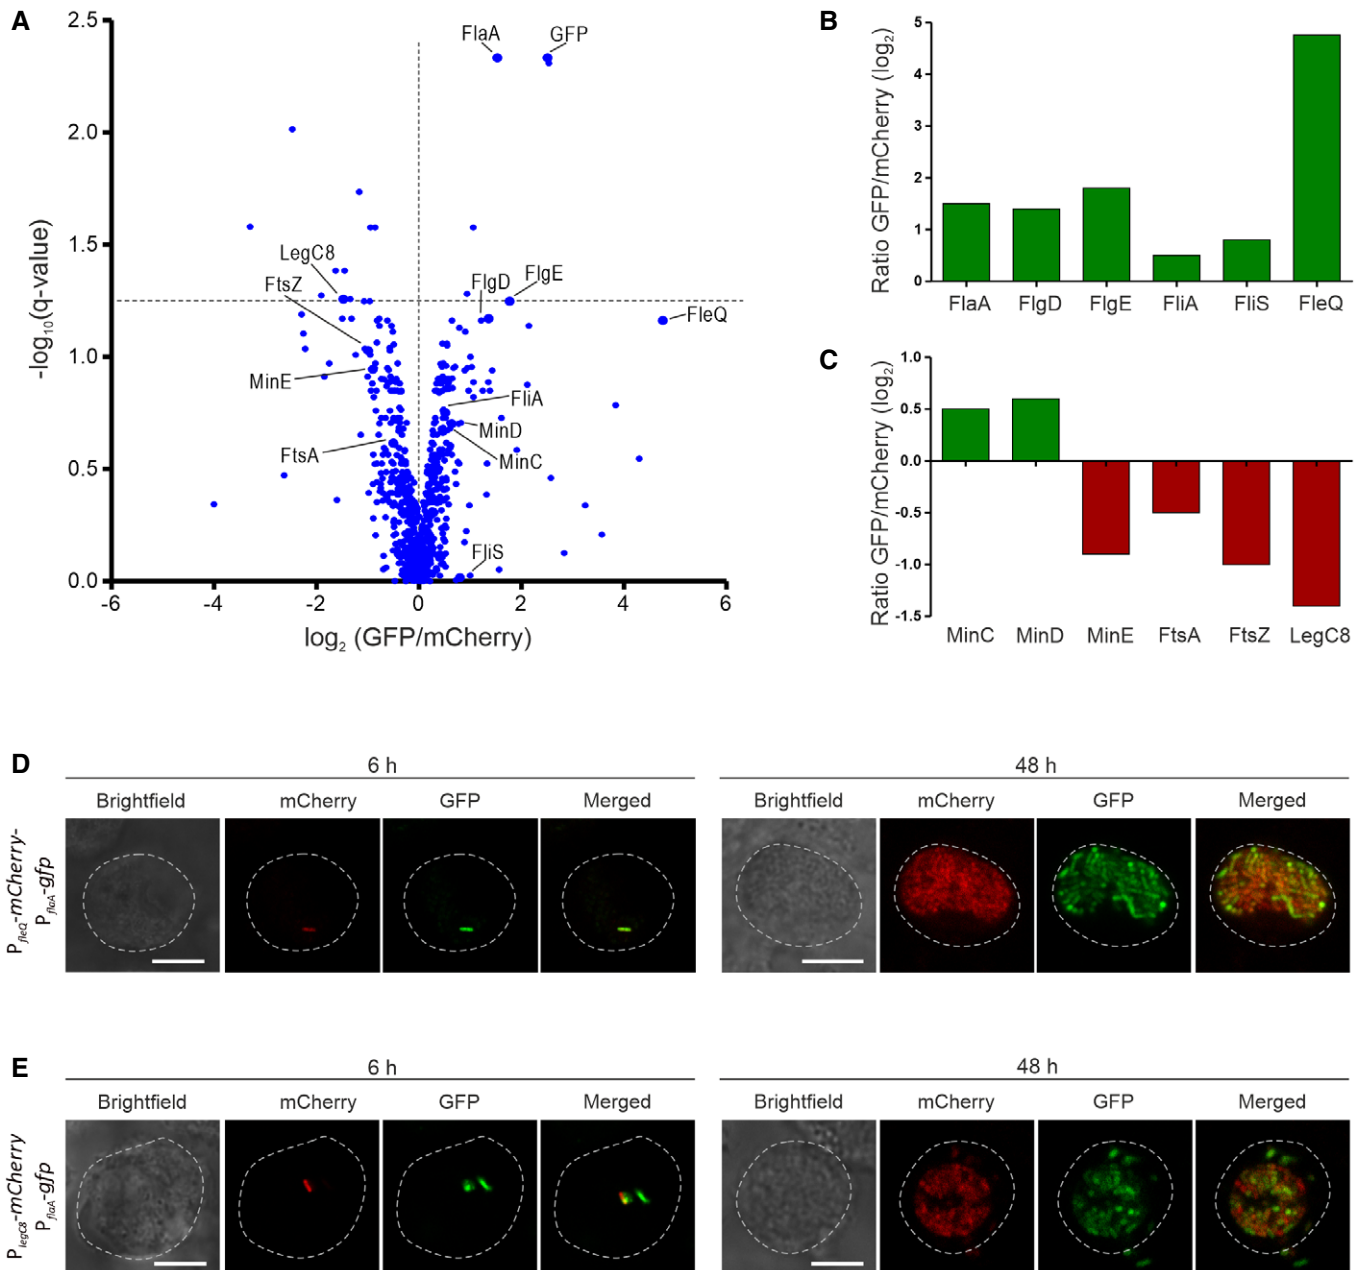 A
2.5
2.0
1.5
1.0
0.5
0.0
-log10(q-value)
-6 -4 -2 0 2 4 6
log2 (GFP/mCherry)
FlaA
GFP
LegC8
FtsZ
FlgD
FlgE
FleQ
MinE
FliA
MinD
FtsA
MinC
FliS
B
Ratio GFP/mCherry (log2)
5
4
3
2
1
0
FlaA FlgD FlgE FliA FliS FleQ
C
Ratio GFP/mCherry (log2)
1.0
0.5
0.0
-0.5
-1.0
-1.5
MinC MinD MinE FtsA FtsZ LegC8
D
6 h
48 h
Brightfield mCherry GFP Merged
Brightfield mCherry GFP Merged
PfleQ-mCherry-
PflaA-gfp
E
6 h
48 h
Brightfield mCherry GFP Merged
Brightfield mCherry GFP Merged
PlegC8-mCherry
PflaA-gfp